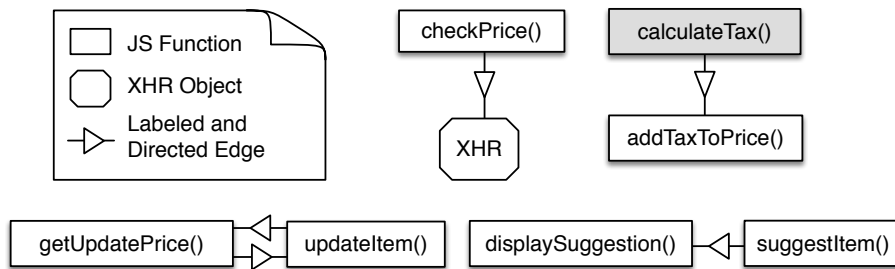 JS Function
XHR Object
Labeled and
Directed Edge
checkPrice()
XHR
calculateTax()
addTaxToPrice()
getUpdatePrice()
updateItem()
displaySuggestion()
suggestItem()